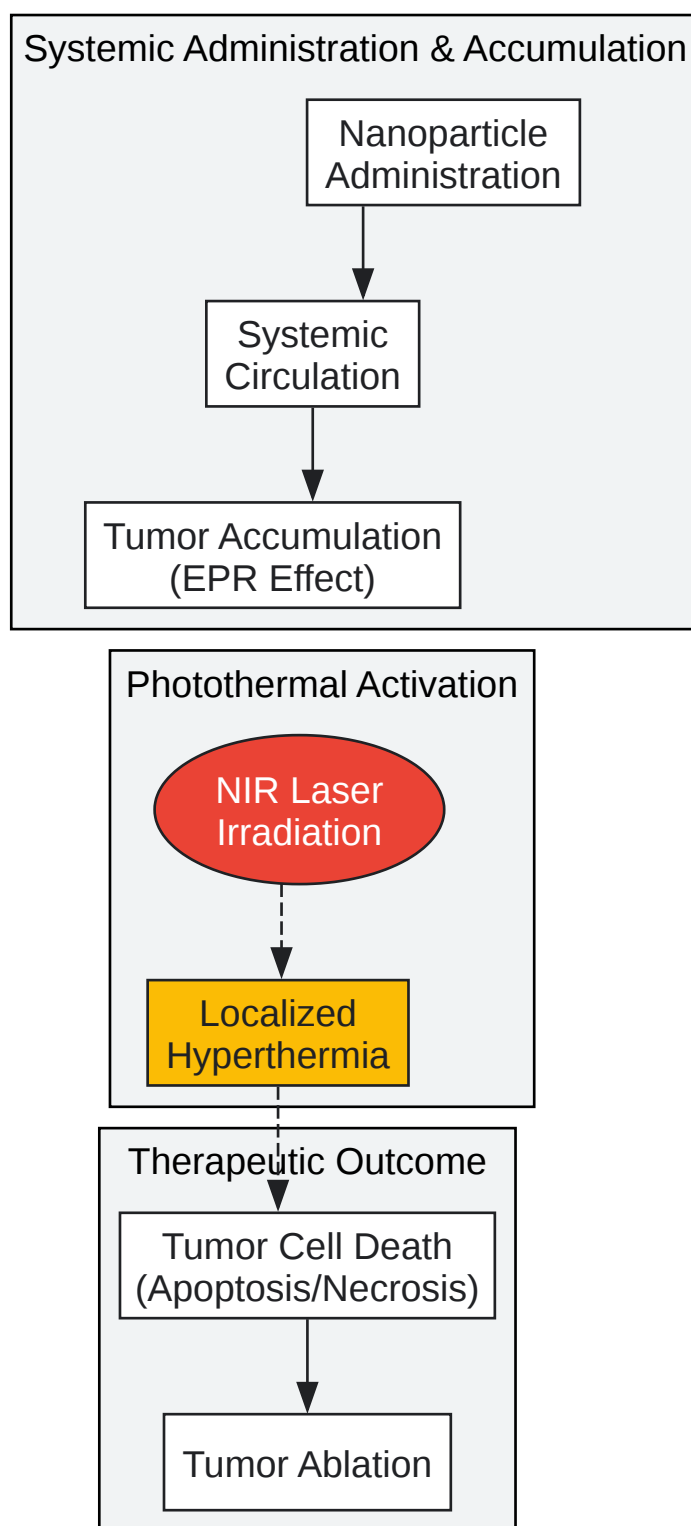 Systemic Administration & Accumulation
Nanoparticle
Administration
Systemic
Circulation
Tumor Accumulation
(EPR Effect)
Photothermal Activation
NIR Laser
Irradiation
Localized
Hyperthermia
Therapeutic Outcome
Tumor Cell Death
(Apoptosis/Necrosis)
Tumor Ablation